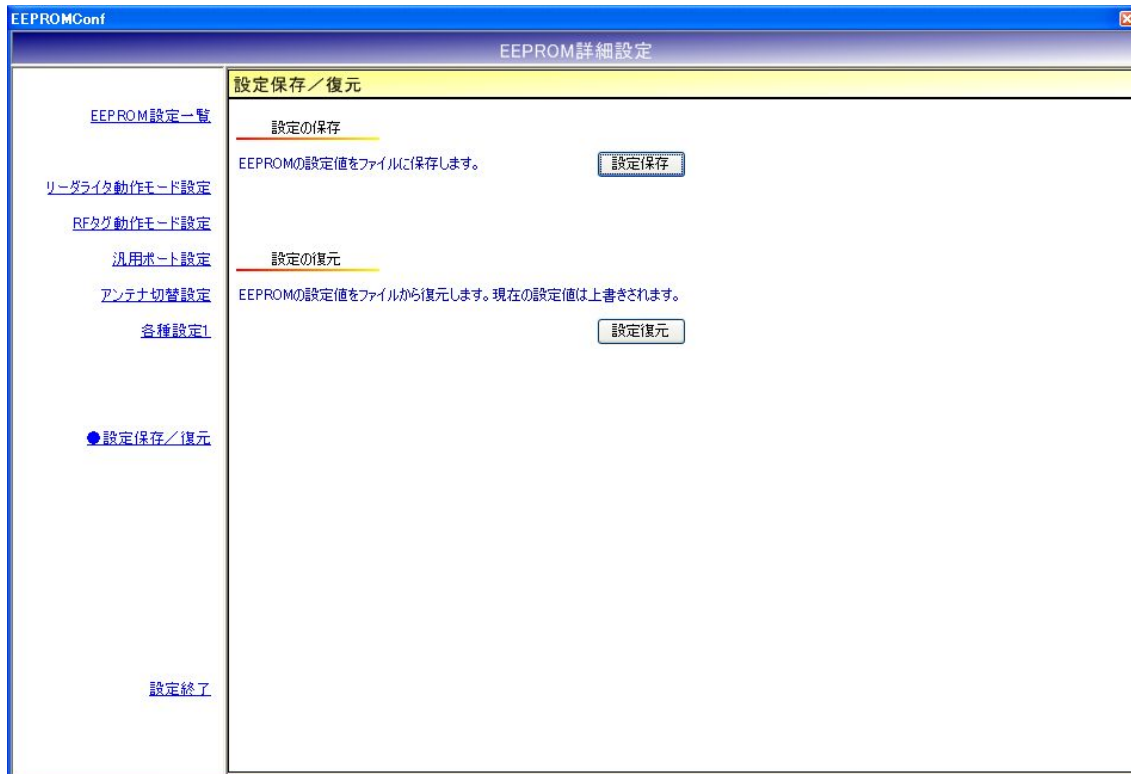 EEPROMConf
EEPROM詳細設定
EEPROM設定一覧
リーダライタ動作モード設定
RFタグ動作モード設定
汎用ポート設定
アンテナ切替設定
各種設定1
●設定保存／復元
設定終了
設定保存／復元
設定の保存
EEPROMの設定値をファイルに保存します。
設定保存
設定の復元
EEPROMの設定値をファイルから復元します。現在の設定値は上書きされます。
設定復元